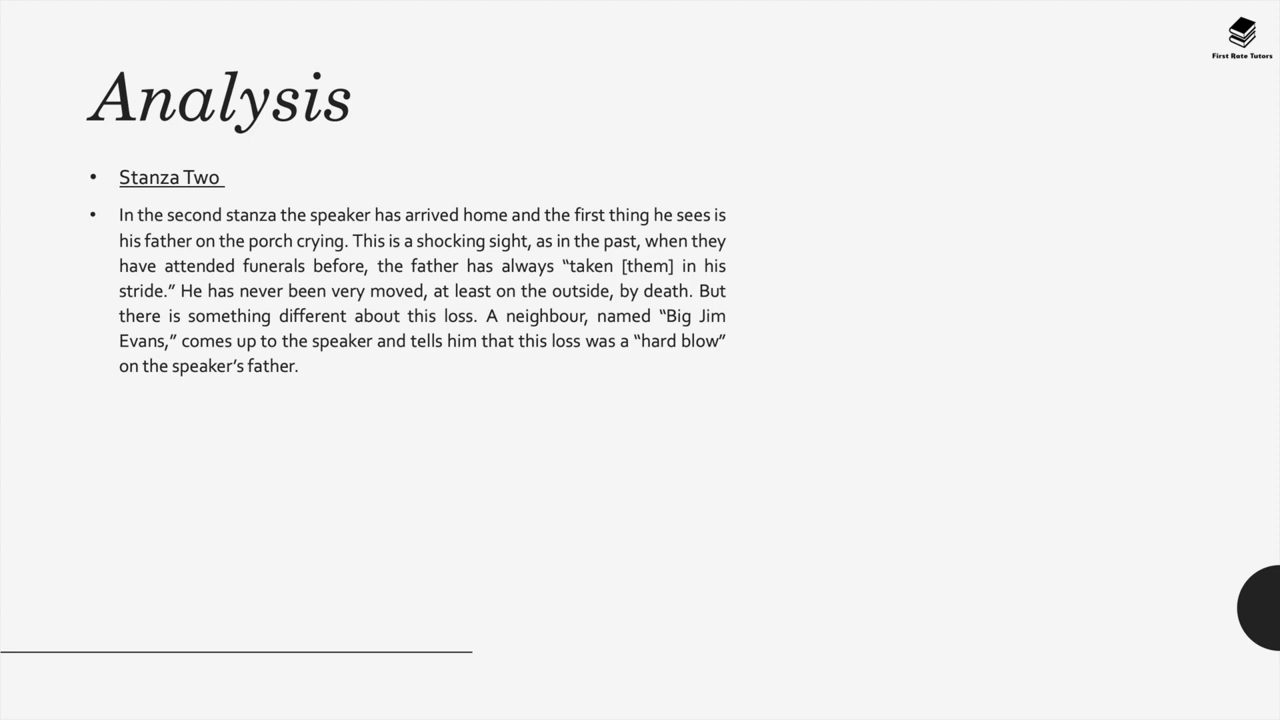 First Rate Tutors
Analysis
• Stanza Two
• In the second stanza the speaker has arrived home and the first thing he sees is
his father on the porch crying. This is a shocking sight, as in the past, when they
have attended funerals before, the father has always “taken [them] in his
stride.” He has never been very moved, at least on the outside, by death. But
there is something different about this loss. A neighbour, named “Big Jim
Evans,” comes up to the speaker and tells him that this loss was a “hard blow”
on the speaker’s father.